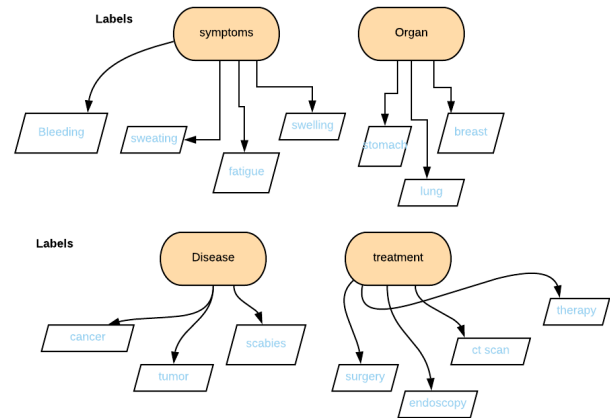 Labels
symptoms
Organ
Bleeding
sweating
swelling
fatigue
stomach
breast
lung
Labels
Disease
treatment
cancer
scabies
tumor
therapy
ct scan
surgery
endoscopy